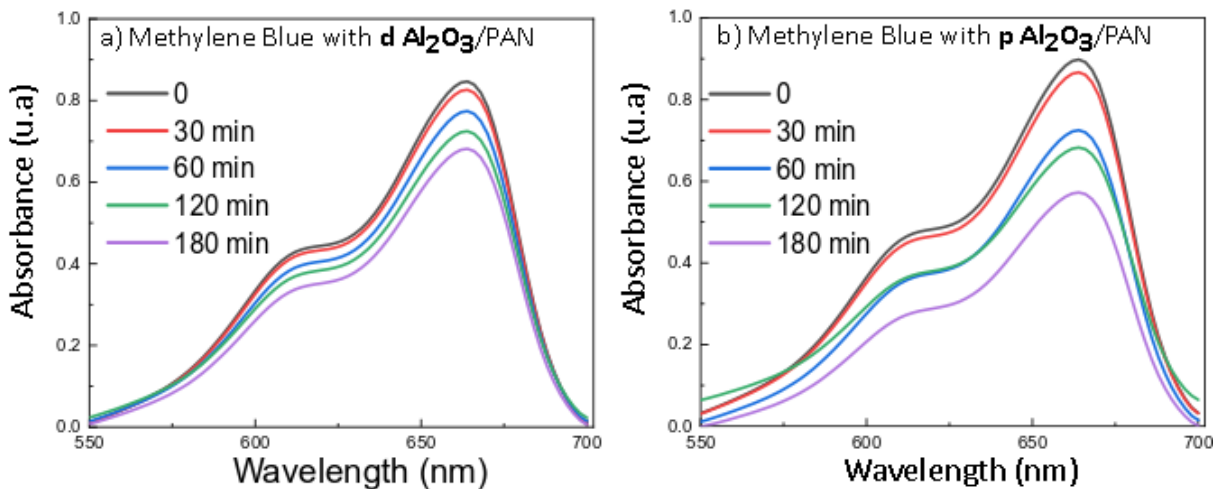 a) Methylene Blue with d Al₂O₃/PAN
1.0
0.8
0.6
0.4
0.2
0.0
Absorbance (u.a)
0
30 min
60 min
120 min
180 min
550
600
650
700
Wavelength (nm)
b) Methylene Blue with p Al₂O₃/PAN
1.0
0.8
0.6
0.4
0.2
0.0
Absorbance (u.a)
0
30 min
60 min
120 min
180 min
550
600
650
700
Wavelength (nm)